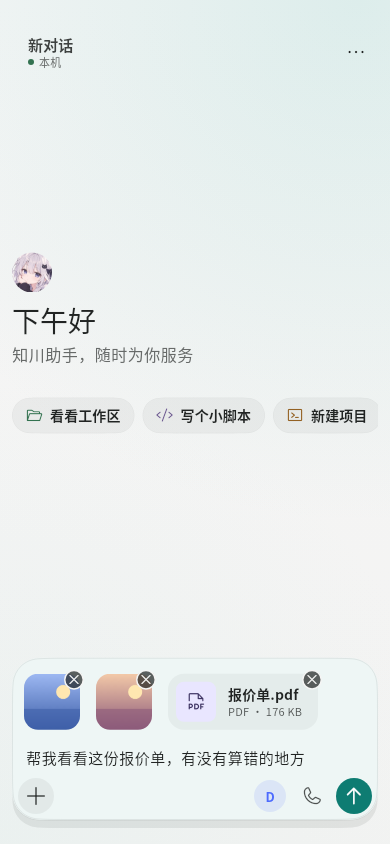 新对话
本机
下午好
知川助手，随时为你服务
看看工作区
写个小脚本
新建项目
PDF
报价单.pdf
PDF · 176 KB
帮我看看这份报价单，有没有算错的地方
D